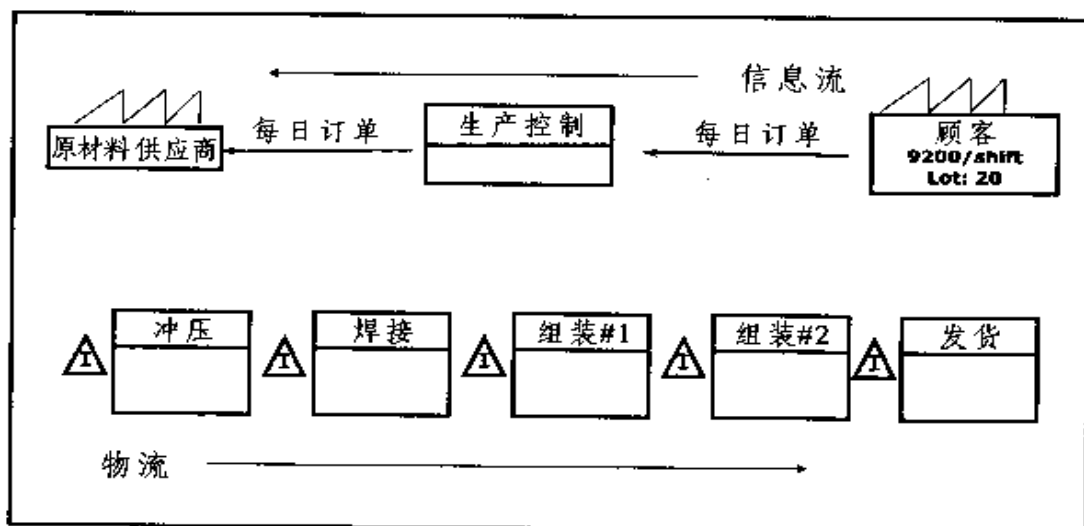 信息流
原材料供应商
每日订单
生产控制
每日订单
顾客
9200/shift
Lot: 20
I
冲压
I
焊接
I
组装#1
I
组装#2
I
发货
物流